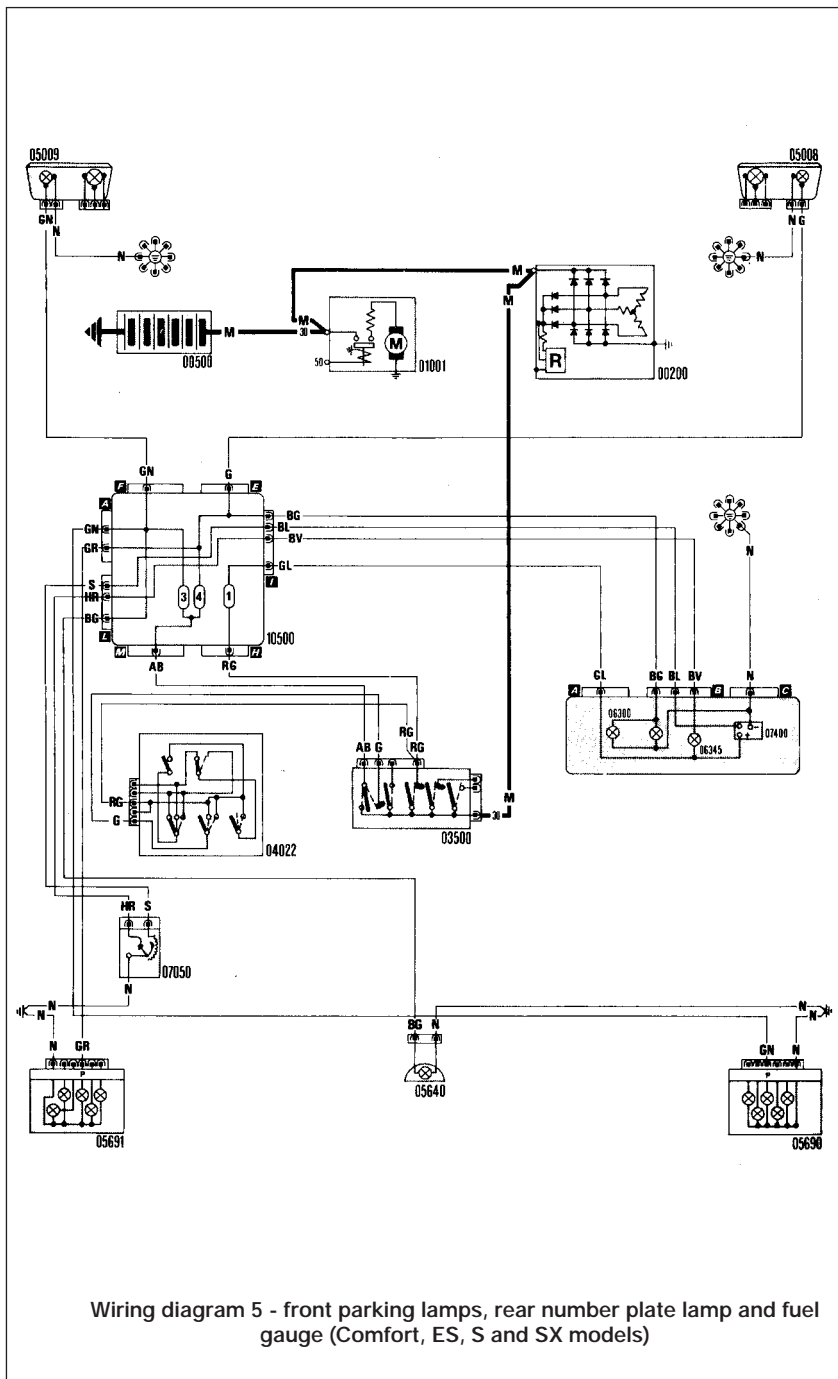 05009
05008
GN
N
N
N
N G
M
M
M
M
30
M
50
01001
00500
R
00200
GN
G
F
E
A
GN
GR
S
HR
BG
L
BG
BL
BV
GL
I
3
4
1
10500
M
H
AB
RG
N
GL
BG
BL
BV
N
A
B
C
06300
06345
07400
- +
RG
AB G
RG
RG
G
04022
30
M
03500
HR
S
07050
N
N
N
N
GR
P
05691
BG
N
05640
N
N
GN
N
P
05690
Wiring diagram 5 - front parking lamps, rear number plate lamp and fuel
gauge (Comfort, ES, S and SX models)